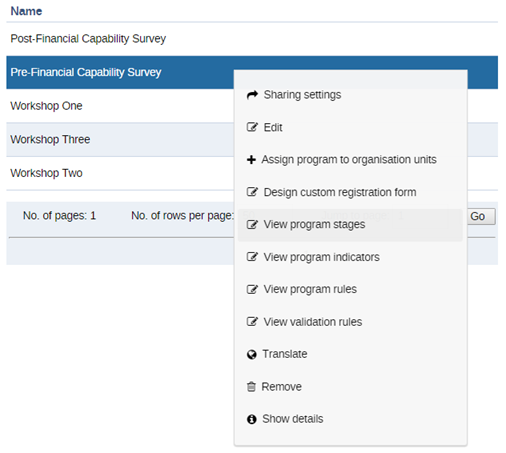 Name
Post-Financial Capability Survey
Pre-Financial Capability Survey
Sharing settings
Workshop One
Edit
Workshop Three
Assign program to organisation units
Workshop Two
Design custom registration form
No. of pages: 1 No. of rows per page: Go
View program stages
View program indicators
View program rules
View validation rules
Translate
Remove
Show details